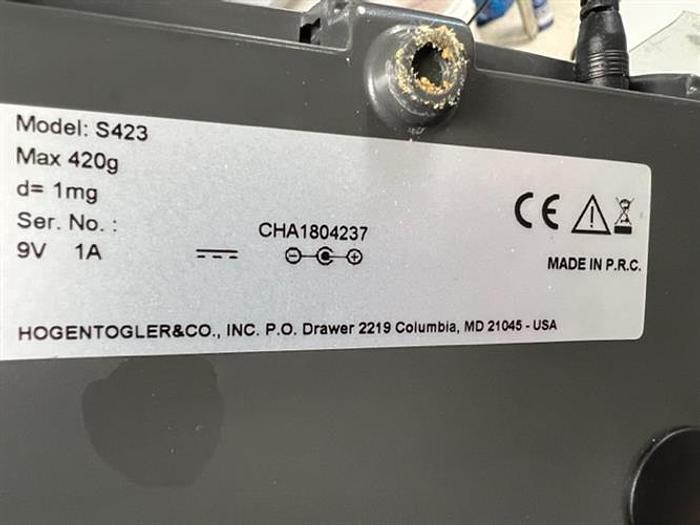 Model: S423
Max 420g
d= 1mg
Ser. No. : CHA1804237
9V 1A
CE
MADE IN P.R.C.
HOGENTOGLER&CO., INC. P.O. Drawer 2219 Columbia, MD 21045 - USA